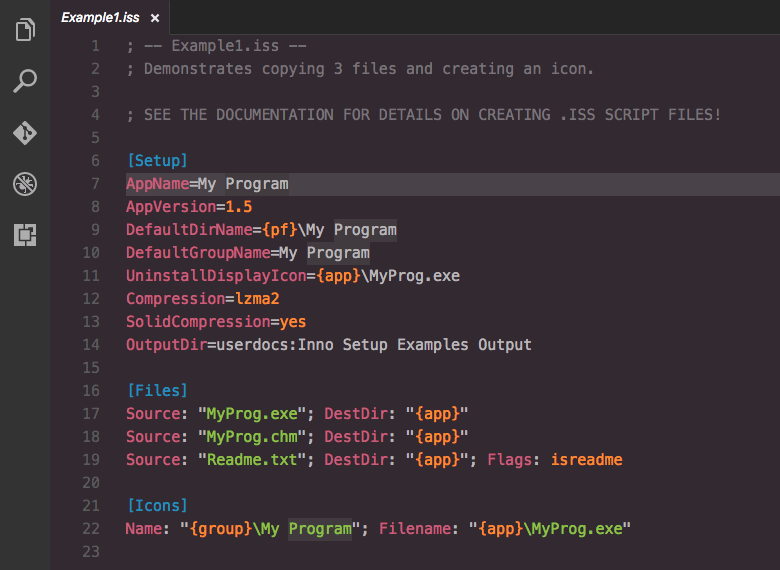 Example1.iss ×
1 ; -- Example1.iss --
2 ; Demonstrates copying 3 files and creating an icon.
3
4 ; SEE THE DOCUMENTATION FOR DETAILS ON CREATING .ISS SCRIPT FILES!
5
6 [Setup]
7 AppName=My Program
8 AppVersion=1.5
9 DefaultDirName={pf}\My Program
10 DefaultGroupName=My Program
11 UninstallDisplayIcon={app}\MyProg.exe
12 Compression=lzma2
13 SolidCompression=yes
14 OutputDir=userdocs:Inno Setup Examples Output
15
16 [Files]
17 Source: "MyProg.exe"; DestDir: "{app}"
18 Source: "MyProg.chm"; DestDir: "{app}"
19 Source: "Readme.txt"; DestDir: "{app}"; Flags: isreadme
20
21 [Icons]
22 Name: "{group}\My Program"; Filename: "{app}\MyProg.exe"
23